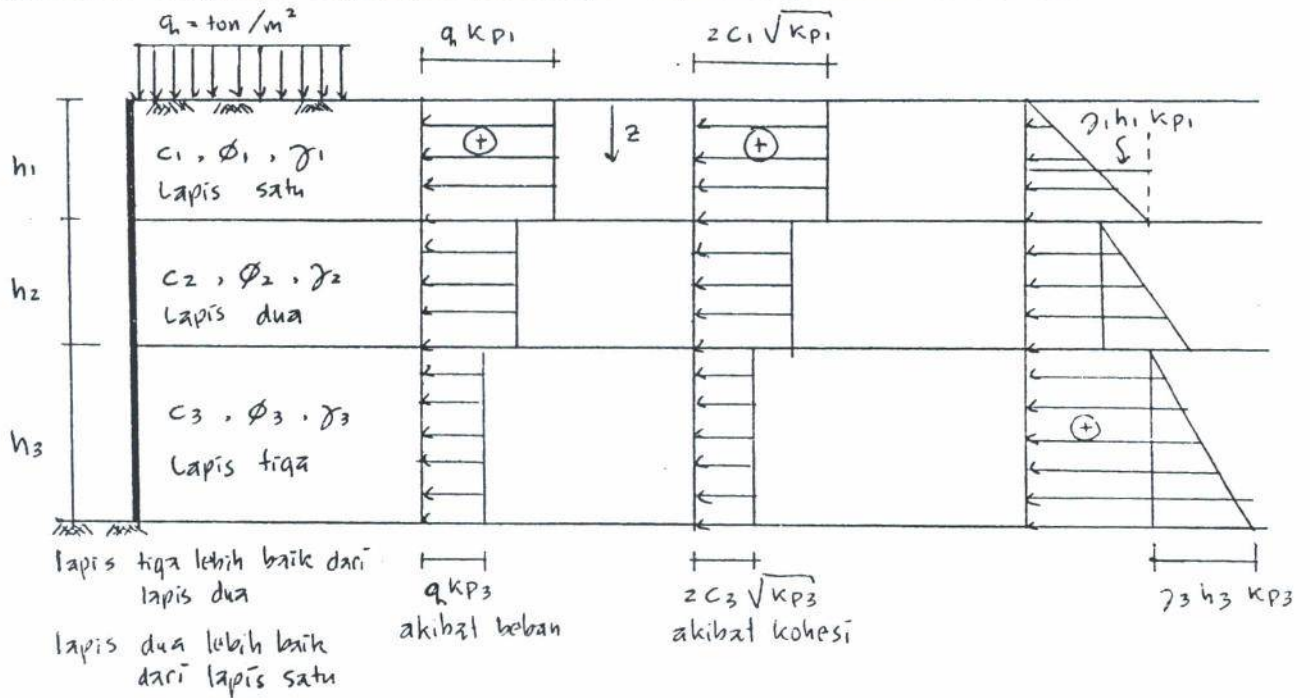 q = ton/m²
q kp₁
2c₁ √kp₁
h₁
c₁ , ø₁ , γ₁
lapis satu
+
z
+
γ₁h₁ kp₁
h₂
c₂ , ø₂ , γ₂
lapis dua
h₃
c₃ , ø₃ , γ₃
lapis tiga
+
lapis tiga lebih baik dari
lapis dua
lapis dua lebih baik
dari lapis satu
q kp₃
akibat beban
2c₃ √kp₃
akibat kohesi
γ₃ h₃ kp₃